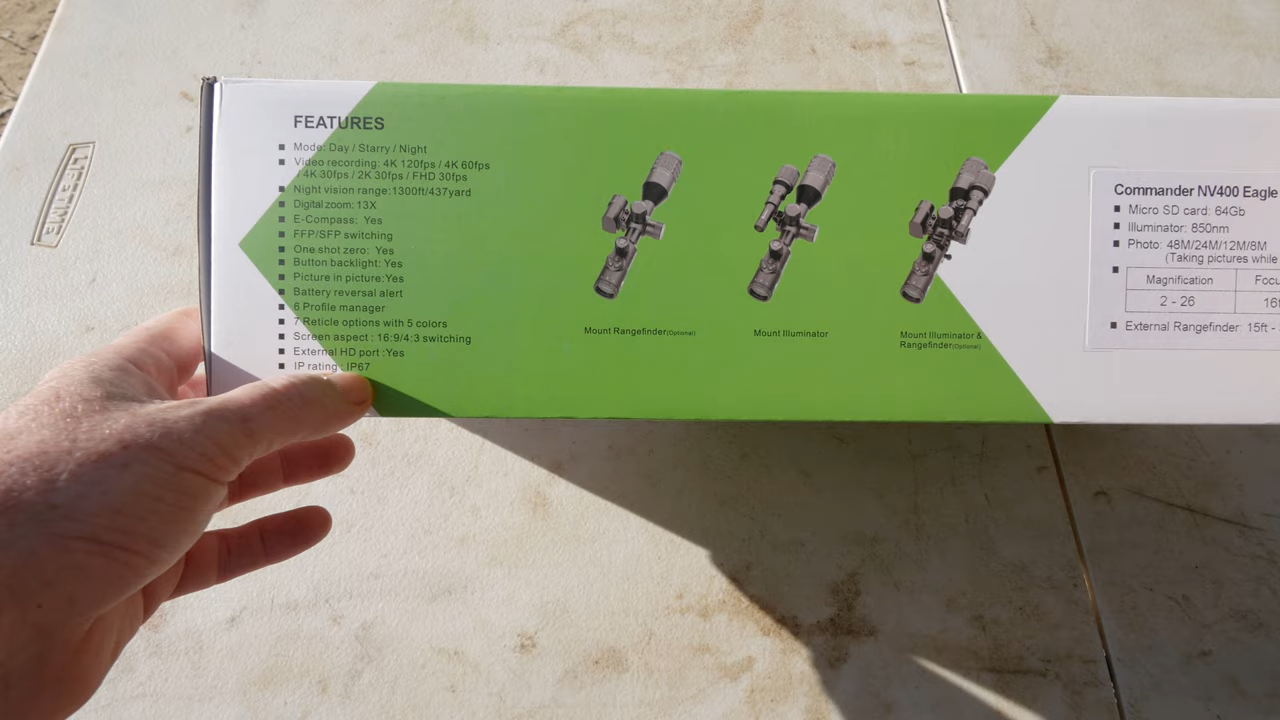 LIFETIME
FEATURES
■ Mode: Day / Starry / Night
■ Video recording: 4K 120fps / 4K 60fps
/ 4K 30fps / 2K 30fps / FHD 30fps
■ Night vision range:1300ft/437yard
■ Digital zoom: 13X
■ E-Compass: Yes
■ FFP/SFP switching
■ One shot zero: Yes
■ Button backlight: Yes
■ Picture in picture:Yes
■ Battery reversal alert
■ 6 Profile manager
■ 7 Reticle options with 5 colors
■ Screen aspect : 16:9/4:3 switching
■ External HD port :Yes
■ IP rating : IP67
Mount Rangefinder(Optional)
Mount Illuminator
Mount Illuminator &
Rangefinder(Optional)
Commander NV400 Eagle
■ Micro SD card: 64Gb
■ Illuminator: 850nm
■ Photo: 48M/24M/12M/8M
(Taking pictures while
■ Magnification
2 - 26
■ External Rangefinder: 15ft -